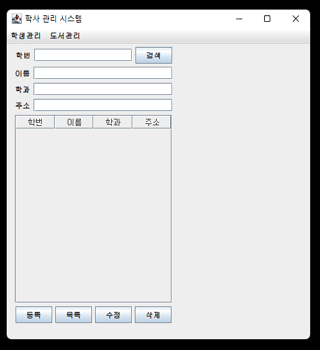 학사 관리 시스템
학생관리 도서관리
학번 검색
이름
학과
주소
학번 이름 학과 주소
등록 목록 수정 삭제